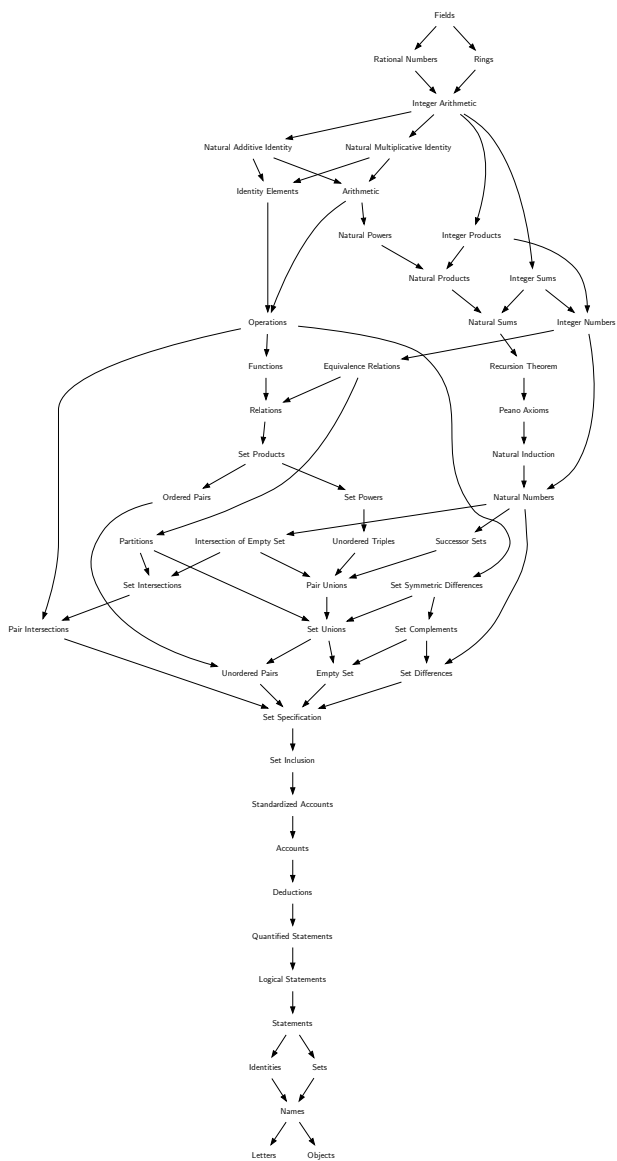 Fields
Rational Numbers
Rings
Integer Arithmetic
Natural Additive Identity
Natural Multiplicative Identity
Identity Elements
Arithmetic
Natural Powers
Integer Products
Natural Products
Integer Sums
Operations
Natural Sums
Integer Numbers
Functions
Equivalence Relations
Recursion Theorem
Relations
Peano Axioms
Set Products
Natural Induction
Ordered Pairs
Set Powers
Natural Numbers
Partitions
Intersection of Empty Set
Unordered Triples
Successor Sets
Set Intersections
Pair Unions
Set Symmetric Differences
Pair Intersections
Set Unions
Set Complements
Unordered Pairs
Empty Set
Set Differences
Set Specification
Set Inclusion
Standardized Accounts
Accounts
Deductions
Quantified Statements
Logical Statements
Statements
Identities
Sets
Names
Letters
Objects